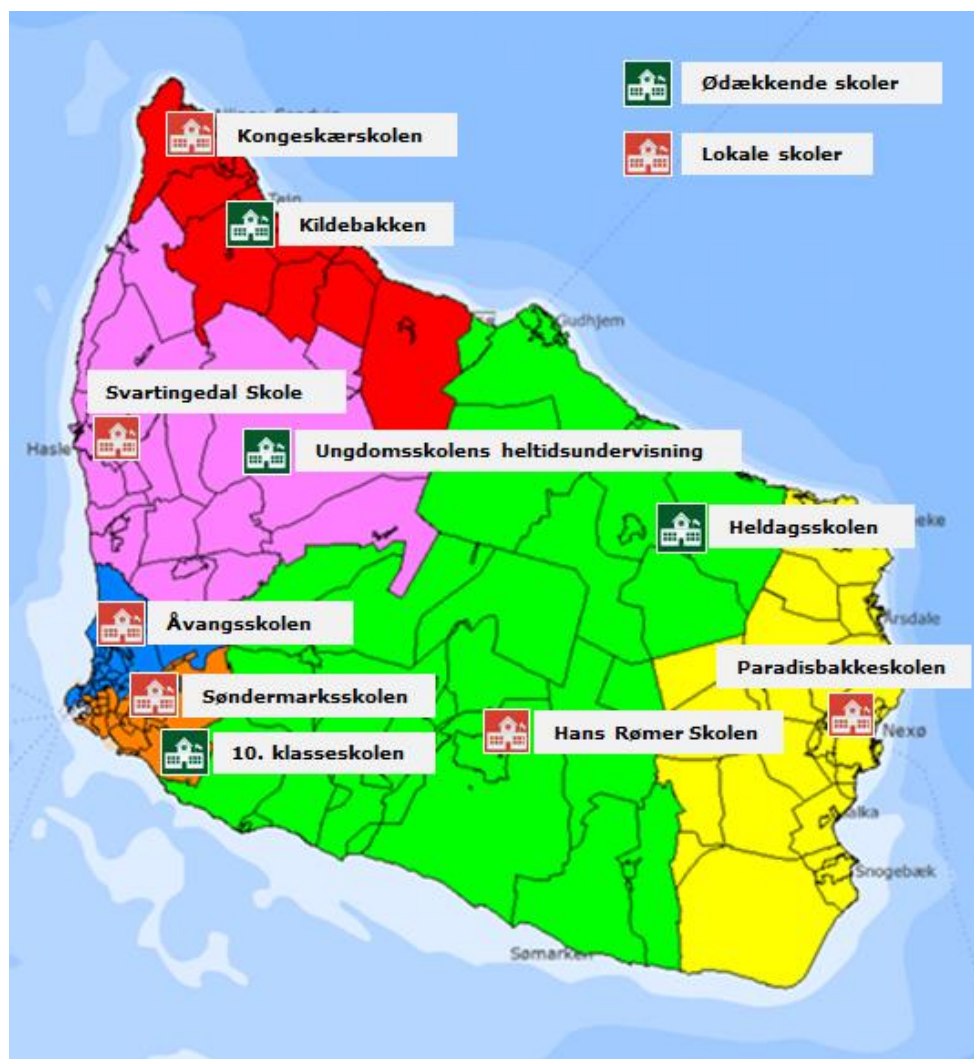 Ødækkende skoler
Lokale skoler
Kongeskærskolen
Tejn
Kildebakken
Gudhjem
Svartingedal Skole
Hasle
Ungdomsskolens heltidsundervisning
Heldagsskolen
Årsdale
Åvangsskolen
Paradisbakkeskolen
Søndermarksskolen
Hans Rømer Skolen
Nexø
10. klasseskolen
Snogebæk
Sømarken